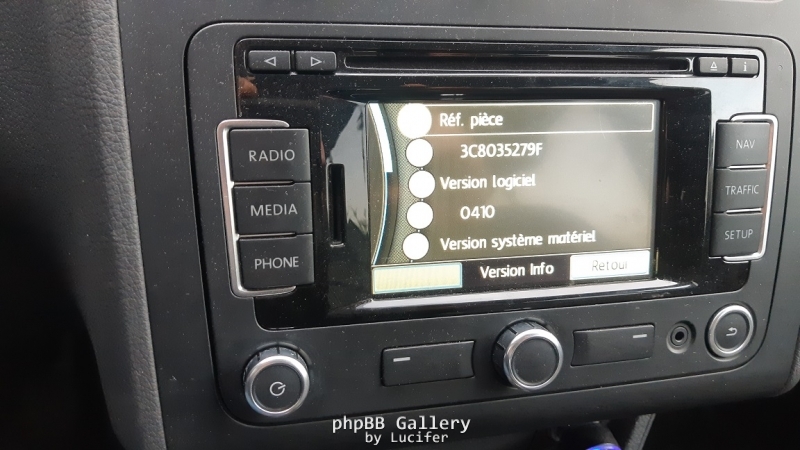 RADIO
MEDIA
PHONE
Réf. pièce
3C8035279F
Version logiciel
0410
Version système matériel
Version Info
Retour
NAV
TRAFFIC
SETUP
i
phpBB Gallery
by Lucifer